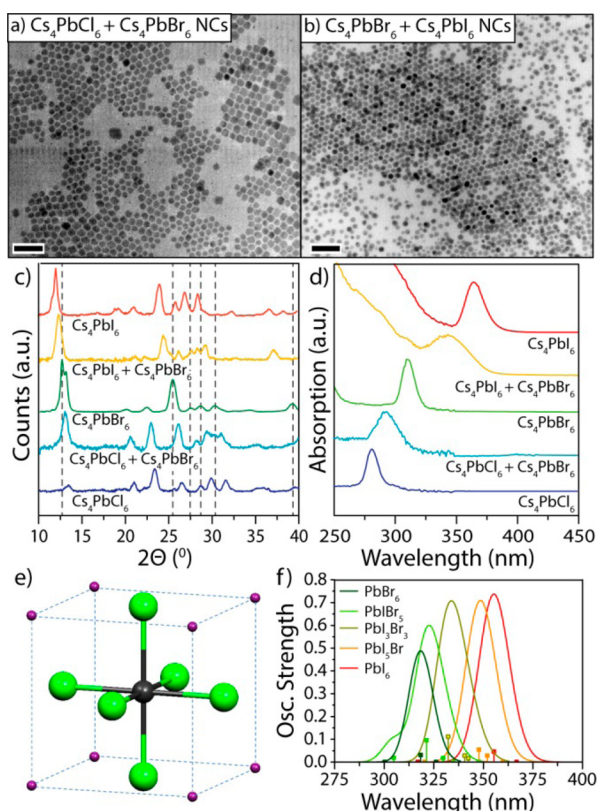 a) Cs₄PbCl₆ + Cs₄PbBr₆ NCs
b) Cs₄PbBr₆ + Cs₄PbI₆ NCs
c)
Counts (a.u.)
Cs₄PbI₆
Cs₄PbI₆ + Cs₄PbBr₆
Cs₄PbBr₆
Cs₄PbCl₆ + Cs₄PbBr₆
Cs₄PbCl₆
10 15 20 25 30 35 40
2Θ (⁰)
d)
Absorption (a.u.)
Cs₄PbI₆
Cs₄PbI₆ + Cs₄PbBr₆
Cs₄PbBr₆
Cs₄PbCl₆ + Cs₄PbBr₆
Cs₄PbCl₆
250 300 350 400 450
Wavelength (nm)
e)
f)
Osc. Strength
0.8
0.7
0.6
0.5
0.4
0.3
0.2
0.1
0.0
PbBr₆
PbIBr₅
PbI₃Br₃
PbI₅Br
PbI₆
275 300 325 350 375 400
Wavelength (nm)